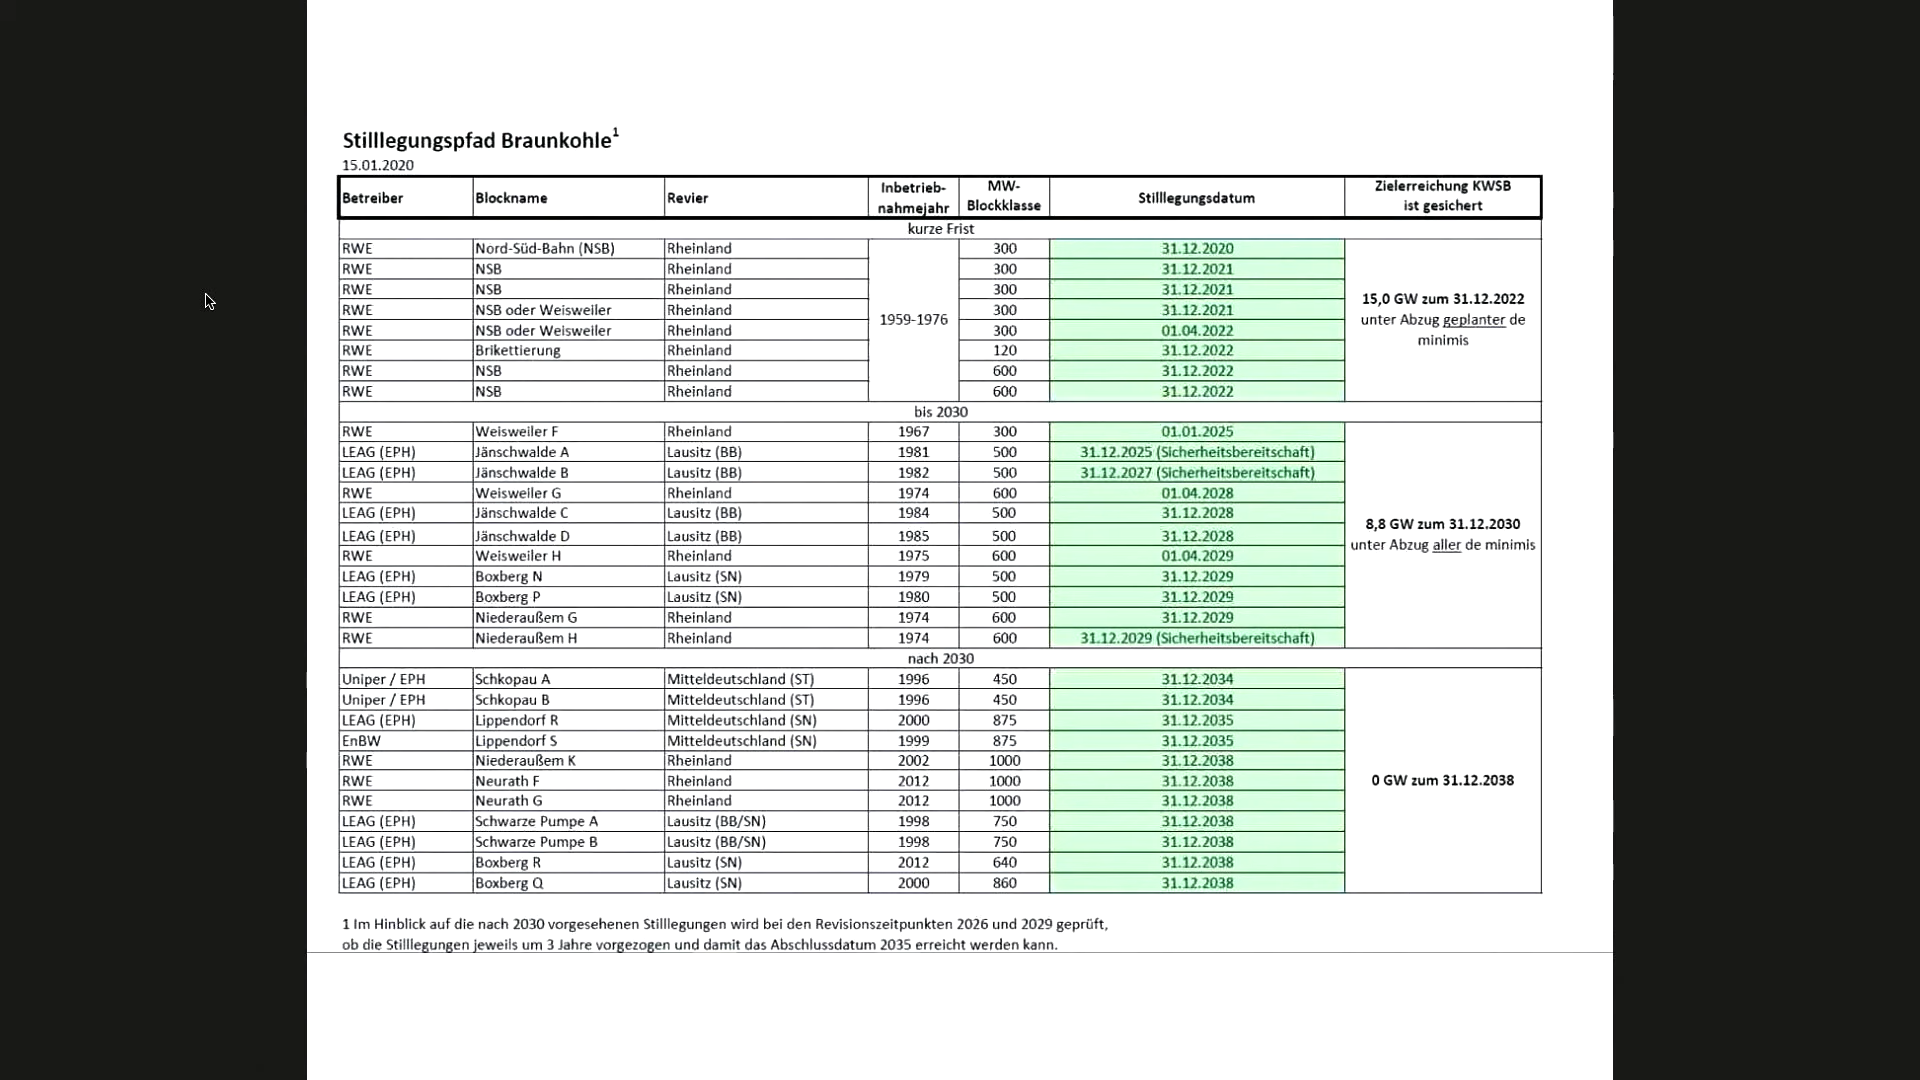 Stilllegungspfad Braunkohle1
15.01.2020
Betreiber Blockname Revier Inbetrieb-nahmejahr MW-Blockklasse Stilllegungsdatum Zielerreichung KWSB ist gesichert
kurze Frist
RWE Nord-Süd-Bahn (NSB) Rheinland 300 31.12.2020
RWE NSB Rheinland 300 31.12.2021
RWE NSB Rheinland 300 31.12.2021
RWE NSB oder Weisweiler Rheinland 300 31.12.2021
RWE NSB oder Weisweiler Rheinland 300 01.04.2022
RWE Brikettierung Rheinland 120 31.12.2022
RWE NSB Rheinland 600 31.12.2022
RWE NSB Rheinland 600 31.12.2022
1959-1976
15,0 GW zum 31.12.2022
unter Abzug geplanter de
minimis
bis 2030
RWE Weisweiler F Rheinland 1967 300 01.01.2025
LEAG (EPH) Jänschwalde A Lausitz (BB) 1981 500 31.12.2025 (Sicherheitsbereitschaft)
LEAG (EPH) Jänschwalde B Lausitz (BB) 1982 500 31.12.2027 (Sicherheitsbereitschaft)
RWE Weisweiler G Rheinland 1974 600 01.04.2028
LEAG (EPH) Jänschwalde C Lausitz (BB) 1984 500 31.12.2028
LEAG (EPH) Jänschwalde D Lausitz (BB) 1985 500 31.12.2028
RWE Weisweiler H Rheinland 1975 600 01.04.2029
LEAG (EPH) Boxberg N Lausitz (SN) 1979 500 31.12.2029
LEAG (EPH) Boxberg P Lausitz (SN) 1980 500 31.12.2029
RWE Niederaußem G Rheinland 1974 600 31.12.2029
RWE Niederaußem H Rheinland 1974 600 31.12.2029 (Sicherheitsbereitschaft)
8,8 GW zum 31.12.2030
unter Abzug aller de minimis
nach 2030
Uniper / EPH Schkopau A Mitteldeutschland (ST) 1996 450 31.12.2034
Uniper / EPH Schkopau B Mitteldeutschland (ST) 1996 450 31.12.2034
LEAG (EPH) Lippendorf R Mitteldeutschland (SN) 2000 875 31.12.2035
EnBW Lippendorf S Mitteldeutschland (SN) 1999 875 31.12.2035
RWE Niederaußem K Rheinland 2002 1000 31.12.2038
RWE Neurath F Rheinland 2012 1000 31.12.2038
RWE Neurath G Rheinland 2012 1000 31.12.2038
LEAG (EPH) Schwarze Pumpe A Lausitz (BB/SN) 1998 750 31.12.2038
LEAG (EPH) Schwarze Pumpe B Lausitz (BB/SN) 1998 750 31.12.2038
LEAG (EPH) Boxberg R Lausitz (SN) 2012 640 31.12.2038
LEAG (EPH) Boxberg Q Lausitz (SN) 2000 860 31.12.2038
0 GW zum 31.12.2038
1 Im Hinblick auf die nach 2030 vorgesehenen Stilllegungen wird bei den Revisionszeitpunkten 2026 und 2029 geprüft,
ob die Stilllegungen jeweils um 3 Jahre vorgezogen und damit das Abschlussdatum 2035 erreicht werden kann.